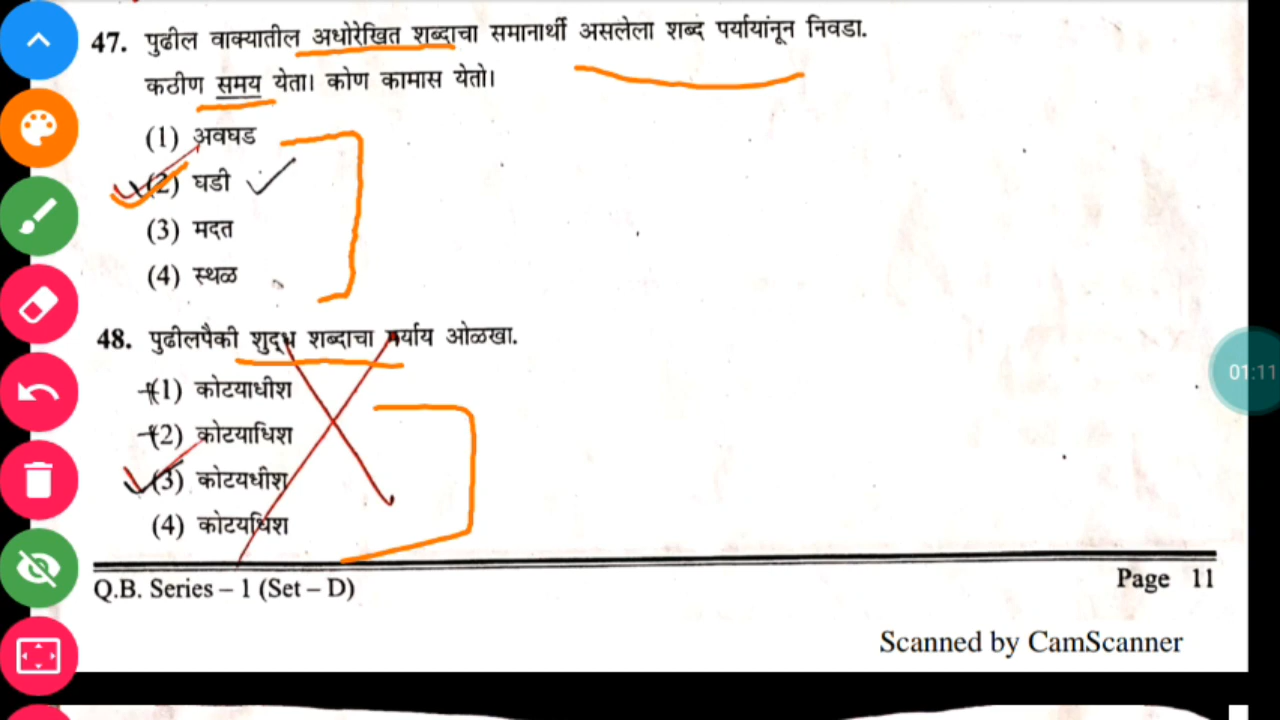 47. पुढील वाक्यातील अधोरेखित शब्दाचा समानार्थी असलेला शब्द पर्यायांनून निवडा.
कठीण समय येता। कोण कामास येतो।
(1) अवघड
(2) घडी
(3) मदत
(4) स्थळ
48. पुढीलपैकी शुद्ध शब्दाचा पर्याय ओळखा.
(1) कोटयाधीश
(2) कोटयाधिश
(3) कोटयधीश
(4) कोटयधिश
Q.B. Series – 1 (Set – D)
Page 11
Scanned by CamScanner
01:11